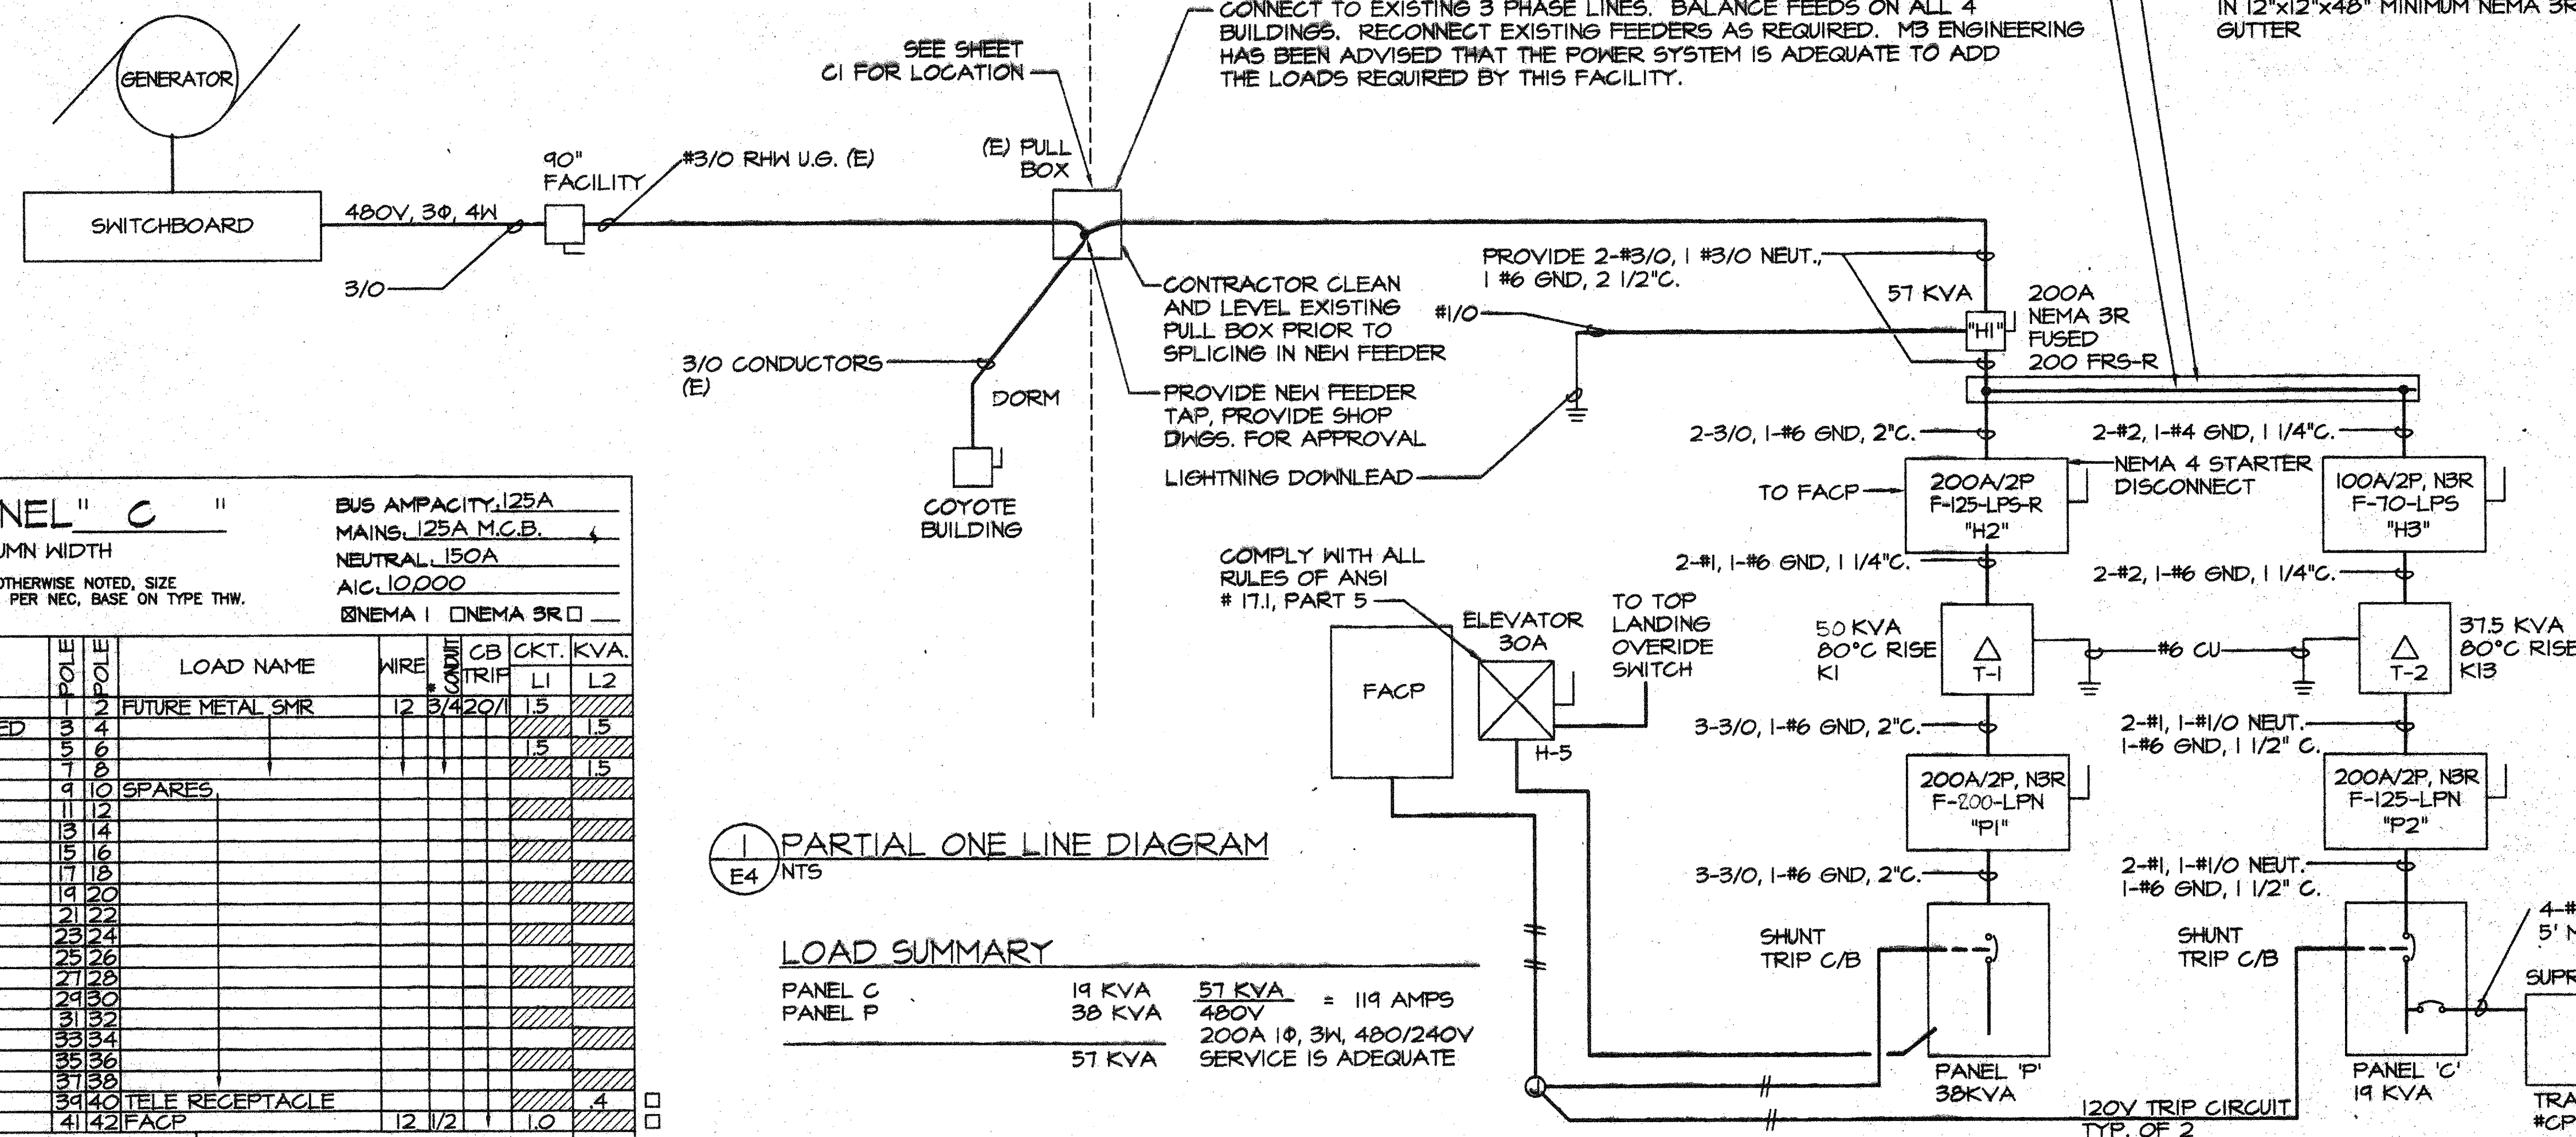 CONNECT TO EXISTING 3 PHASE LINES. BALANCE FEEDS ON ALL 4
BUILDINGS. RECONNECT EXISTING FEEDERS AS REQUIRED. M3 ENGINEERING
HAS BEEN ADVISED THAT THE POWER SYSTEM IS ADEQUATE TO ADD
THE LOADS REQUIRED BY THIS FACILITY.
IN 12"x12"x48" MINIMUM NEMA 3R
GUTTER
GENERATOR
SEE SHEET
C1 FOR LOCATION
SWITCHBOARD
480V, 3Φ, 4W
3/0
90"
FACILITY
#3/0 RHW U.G. (E)
(E) PULL
BOX
CONTRACTOR CLEAN
AND LEVEL EXISTING
PULL BOX PRIOR TO
SPLICING IN NEW FEEDER
3/0 CONDUCTORS
(E)
DORM
COYOTE
BUILDING
PROVIDE NEW FEEDER
TAP, PROVIDE SHOP
DWGS. FOR APPROVAL
LIGHTNING DOWNLEAD
#1/0
PROVIDE 2-#3/0, 1 #3/0 NEUT.,
1 #6 GND, 2 1/2"C.
57 KVA
"H1"
200A
NEMA 3R
FUSED
200 FRS-R
2-3/0, 1-#6 GND, 2"C.
2-#2, 1-#4 GND, 1 1/4"C.
TO FACP
200A/2P
F-125-LPS-R
"H2"
NEMA 4 STARTER
DISCONNECT
100A/2P, N3R
F-70-LPS
"H3"
2-#1, 1-#6 GND, 1 1/4"C.
2-#2, 1-#6 GND, 1 1/4"C.
50 KVA
80°C RISE
K1
T-1
#6 CU
T-2
37.5 KVA
80°C RISE
K13
3-3/0, 1-#6 GND, 2"C.
2-#1, 1-#1/0 NEUT.
1-#6 GND, 1 1/2" C.
200A/2P, N3R
F-200-LPN
"P1"
200A/2P, N3R
F-125-LPN
"P2"
3-3/0, 1-#6 GND, 2"C.
2-#1, 1-#1/0 NEUT.
1-#6 GND, 1 1/2" C.
SHUNT
TRIP C/B
PANEL 'P'
38KVA
SHUNT
TRIP C/B
PANEL 'C'
19 KVA
4-#
5' M
SUPR
TRA
#CP
120V TRIP CIRCUIT
TYP. OF 2
J
COMPLY WITH ALL
RULES OF ANSI
# 17.1, PART 5
FACP
ELEVATOR
30A
H-5
TO TOP
LANDING
OVERIDE
SWITCH
1
E4
PARTIAL ONE LINE DIAGRAM
NTS
LOAD SUMMARY
PANEL C 19 KVA
PANEL P 38 KVA
57 KVA
57 KVA
480V
= 119 AMPS
200A 1Φ, 3W, 480/240V
SERVICE IS ADEQUATE
NEL" C "
UMN WIDTH
OTHERWISE NOTED, SIZE
PER NEC, BASE ON TYPE THW.
BUS AMPACITY: 125A
MAINS: 125A M.C.B.
NEUTRAL: 150A
AIC: 10,000
☒NEMA 1 ☐NEMA 3R ☐
POLE POLE LOAD NAME WIRE # CONDUIT CB TRIP CKT. KVA.
L1 L2
1 2 FUTURE METAL SMR 12 3/4 20/1 1.5
ED 3 4 1.5
5 6 1.5
7 8 1.5
9 10 SPARES
11 12
13 14
15 16
17 18
19 20
21 22
23 24
25 26
27 28
29 30
31 32
33 34
35 36
37 38
39 40 TELE RECEPTACLE .4
41 42 FACP 12 1/2 1.0